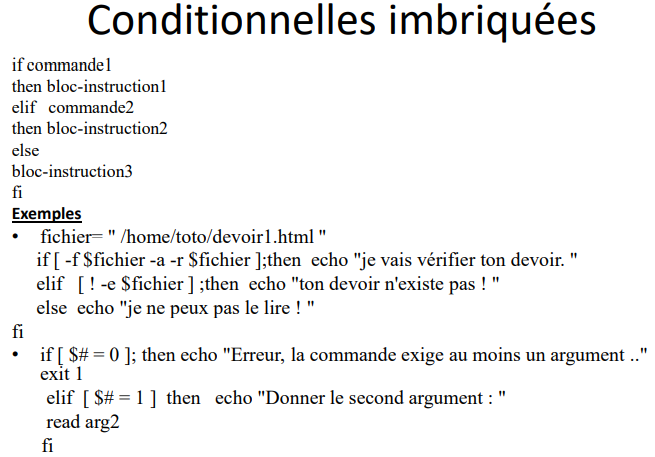 Conditionnelles imbriquées
if commande1
then bloc-instruction1
elif commande2
then bloc-instruction2
else
bloc-instruction3
fi
Exemples
• fichier= " /home/toto/devoir1.html "
if [ -f $fichier -a -r $fichier ];then echo "je vais vérifier ton devoir. "
elif [ ! -e $fichier ] ;then echo "ton devoir n'existe pas ! "
else echo "je ne peux pas le lire ! "
fi
• if [ $# = 0 ]; then echo "Erreur, la commande exige au moins un argument .."
exit 1
elif [ $# = 1 ] then echo "Donner le second argument : "
read arg2
fi